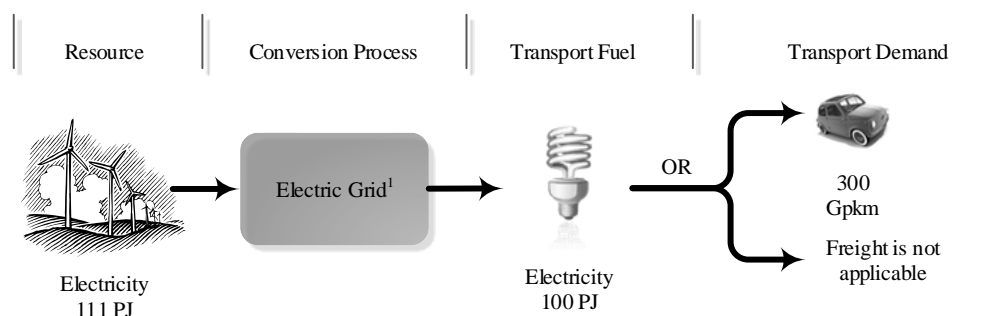 Resource
Conversion Process
Transport Fuel
Transport Demand
Electric Grid¹
OR
300
Gpkm
Freight is not
applicable
Electricity
111 PJ
Electricity
100 PJ